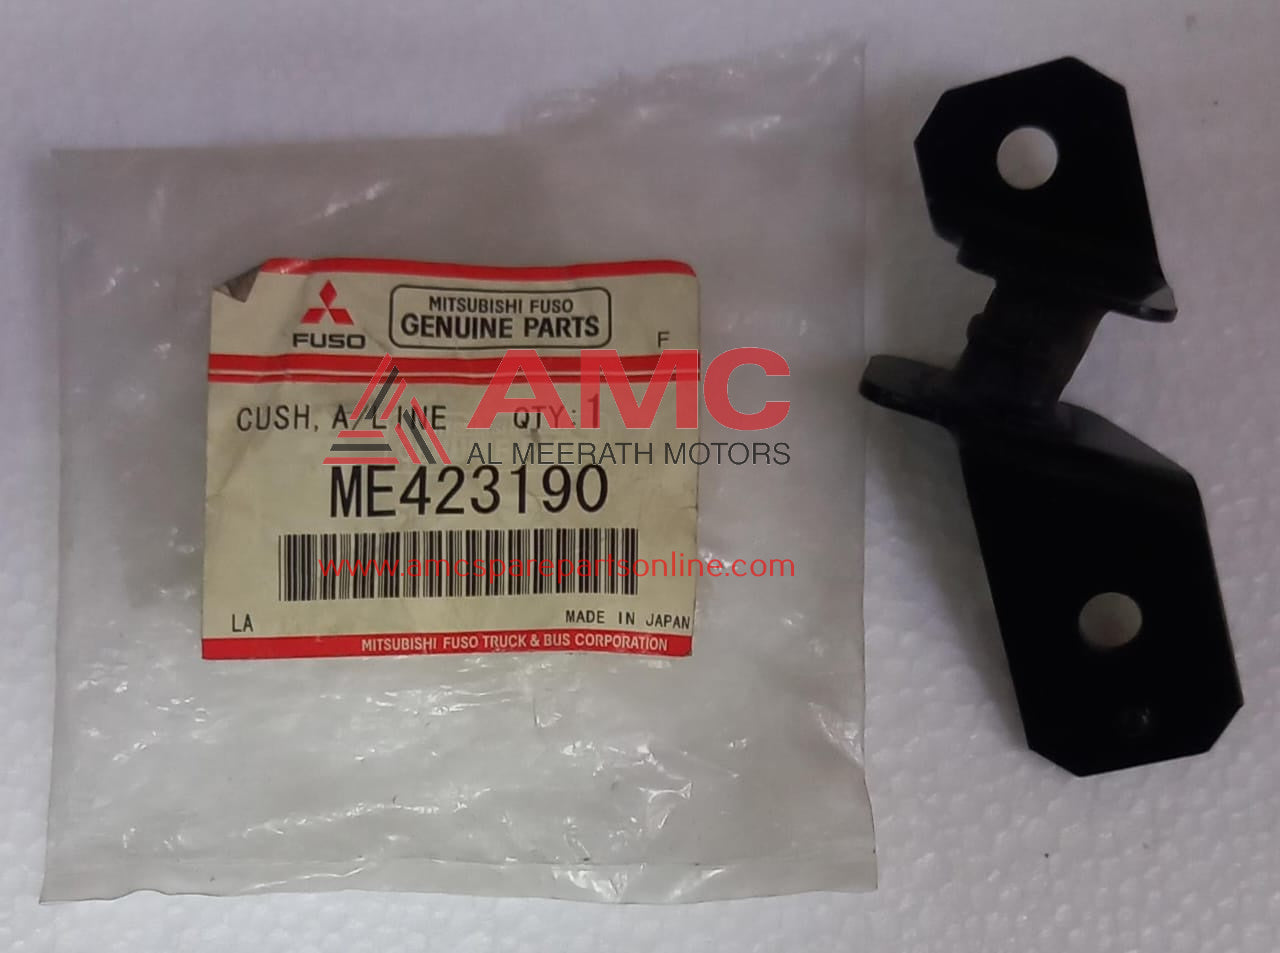 MITSUBISHI FUSO
GENUINE PARTS
FUSO
F
AMC
CUSH, A/LINE QTY:1
AL MEERATH MOTORS
ME423190
www.amcsparepartsonline.com
LA
MADE IN JAPAN
MITSUBISHI FUSO TRUCK & BUS CORPORATION